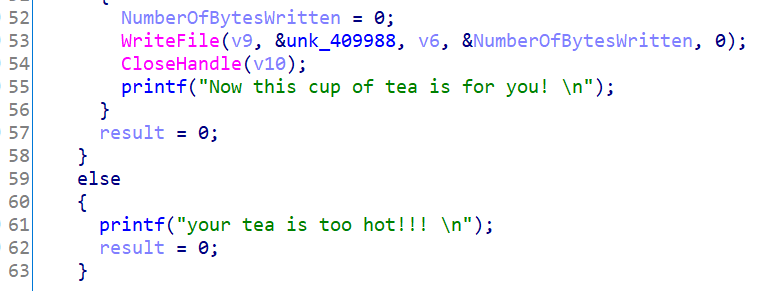 52 NumberOfBytesWritten = 0;
53 WriteFile(v9, &unk_409988, v6, &NumberOfBytesWritten, 0);
54 CloseHandle(v10);
55 printf("Now this cup of tea is for you! \n");
56 }
57 result = 0;
58 }
59 else
60 {
61 printf("your tea is too hot!!! \n");
62 result = 0;
63 }